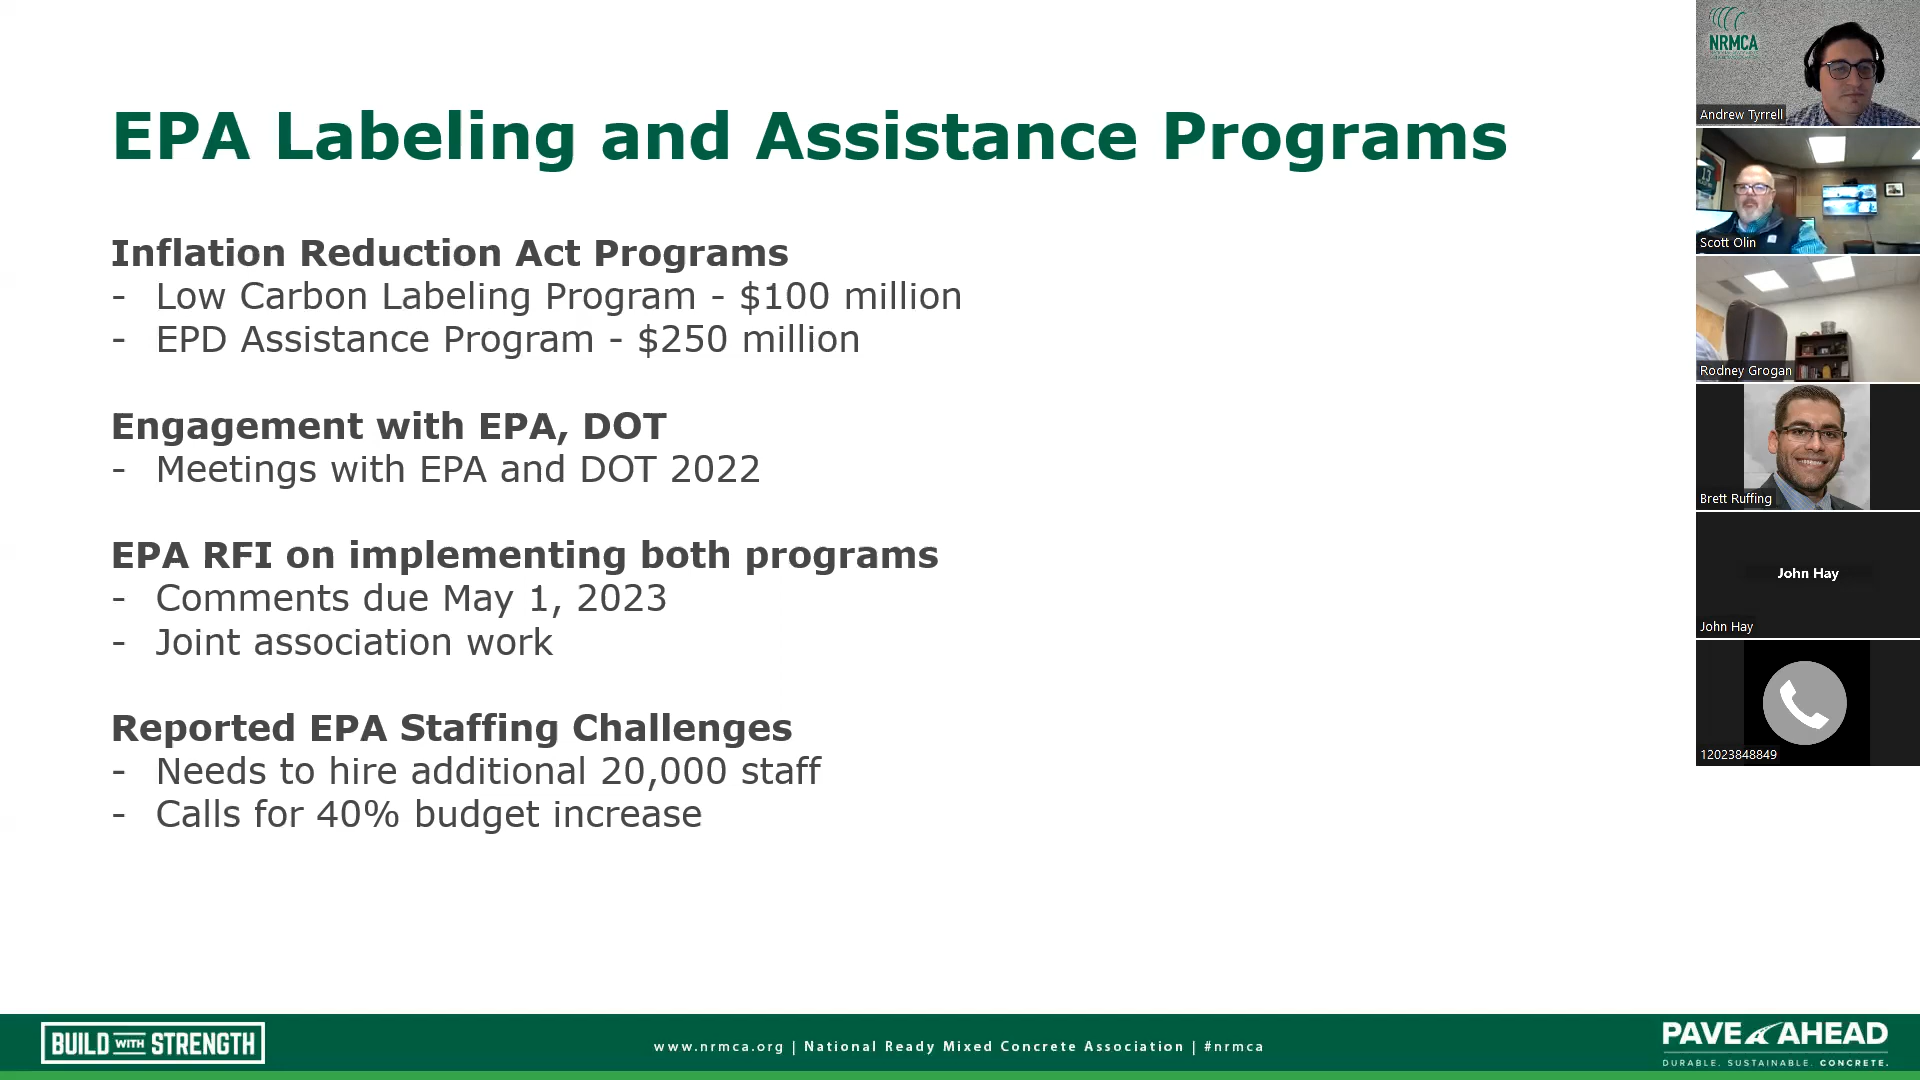 EPA Labeling and Assistance Programs
Inflation Reduction Act Programs
- Low Carbon Labeling Program - $100 million
- EPD Assistance Program - $250 million
Engagement with EPA, DOT
- Meetings with EPA and DOT 2022
EPA RFI on implementing both programs
- Comments due May 1, 2023
- Joint association work
Reported EPA Staffing Challenges
- Needs to hire additional 20,000 staff
- Calls for 40% budget increase
NRMCA
Andrew Tyrrell
13
Scott Olin
Rodney Grogan
Brett Ruffing
John Hay
John Hay
12023848849
BUILD WITH STRENGTH
www.nrmca.org | National Ready Mixed Concrete Association | #nrmca
PAVE AHEAD
DURABLE. SUSTAINABLE. CONCRETE.